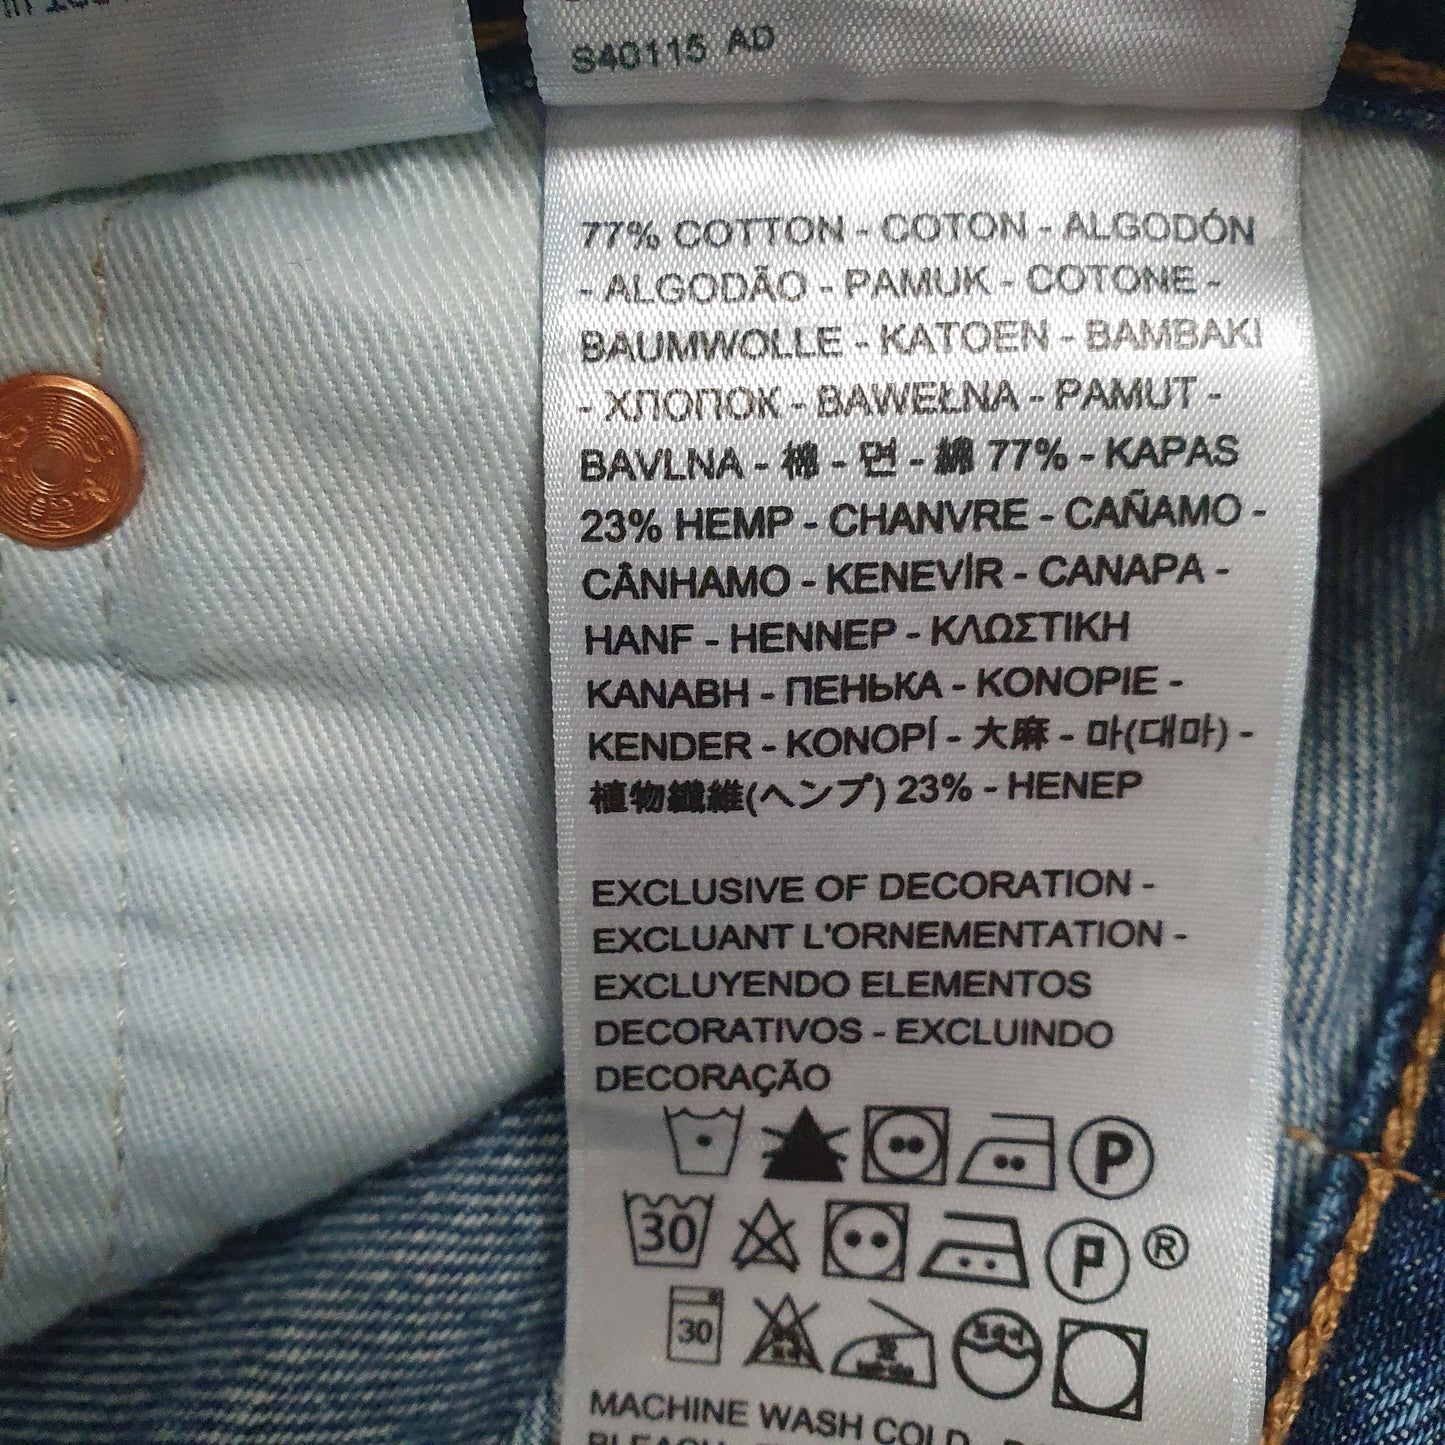 S40115 AD
77% COTTON - COTON - ALGODÓN
- ALGODÃO - PAMUK - COTONE -
BAUMWOLLE - KATOEN - BAMBAKI
- ХЛОПОК - BAWEŁNA - PAMUT -
BAVLNA - 棉 - 면 - 綿 77% - KAPAS
23% HEMP - CHANVRE - CAÑAMO -
CÂNHAMO - KENEVİR - CANAPA -
HANF - HENNEP - ΚΛΩΣΤΙΚΗ
ΚΑΝΑΒΗ - ПЕНЬКА - KONOPIE -
KENDER - KONOPÍ - 大麻 - 마(대마) -
植物繊維(ヘンプ) 23% - HENEP
EXCLUSIVE OF DECORATION -
EXCLUANT L'ORNEMENTATION -
EXCLUYENDO ELEMENTOS
DECORATIVOS - EXCLUINDO
DECORAÇÃO
P
30 P ®
30
MACHINE WASH COLD